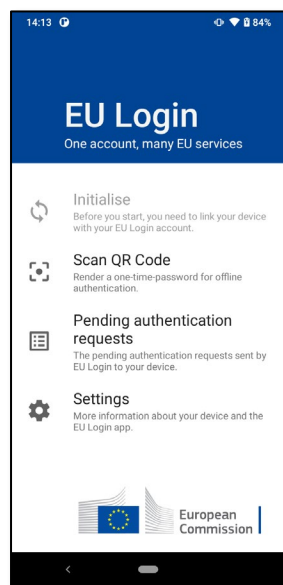 14:13
84%
EU Login
One account, many EU services
Initialise
Before you start, you need to link your device
with your EU Login account.
Scan QR Code
Render a one-time-password for offline
authentication.
Pending authentication
requests
The pending authentication requests sent by
EU Login to your device.
Settings
More information about your device and the
EU Login app.
European
Commission